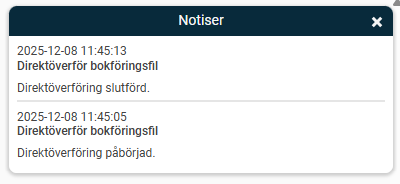 Notiser
2025-12-08 11:45:13
Direktöverför bokföringsfil
Direktöverföring slutförd.
2025-12-08 11:45:05
Direktöverför bokföringsfil
Direktöverföring påbörjad.